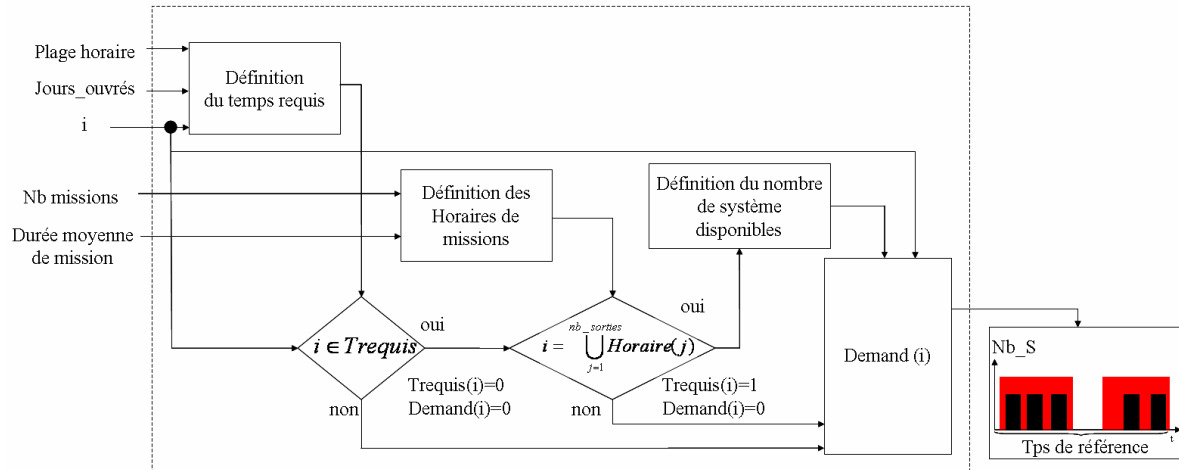 Plage horaire
Jours_ouvrés
i
Définition
du temps requis
Nb missions
Durée moyenne
de mission
Définition des
Horaires de
missions
Définition du nombre
de système
disponibles
i ∈ Trequis
oui
non
Trequis(i)=0
Demand(i)=0
nb_sorties
i = ⋃ Horaire(j)
j=1
oui
non
Trequis(i)=1
Demand(i)=0
Demand (i)
Nb_S
t
Tps de référence